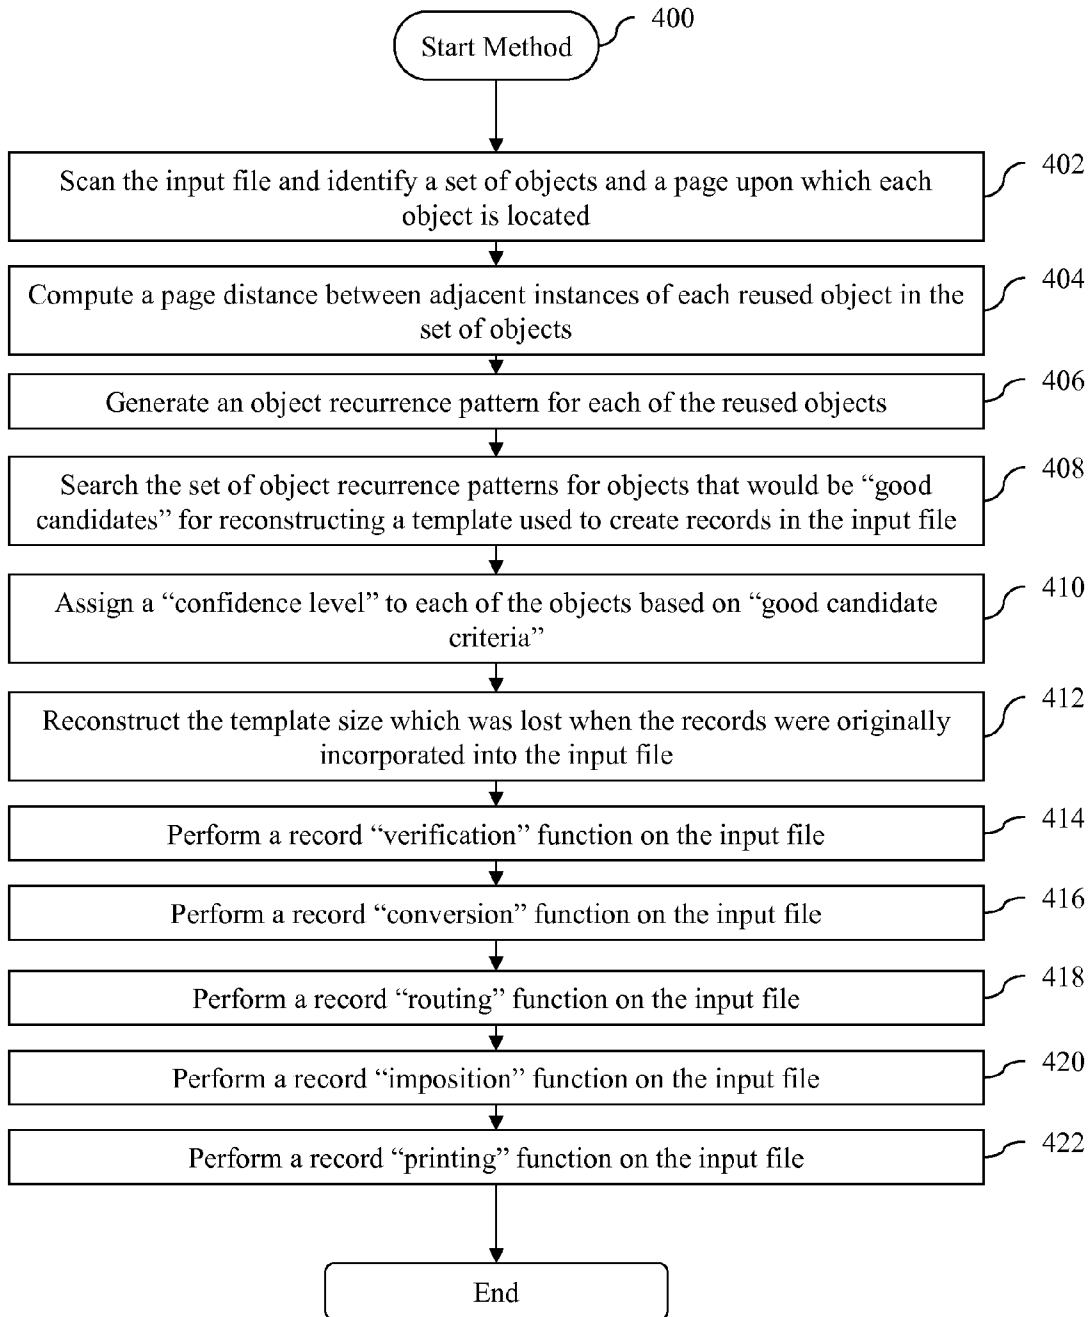 Start Method
400
Scan the input file and identify a set of objects and a page upon which each
object is located
402
Compute a page distance between adjacent instances of each reused object in the
set of objects
404
Generate an object recurrence pattern for each of the reused objects
406
Search the set of object recurrence patterns for objects that would be “good
candidates” for reconstructing a template used to create records in the input file
408
Assign a “confidence level” to each of the objects based on “good candidate
criteria”
410
Reconstruct the template size which was lost when the records were originally
incorporated into the input file
412
Perform a record “verification” function on the input file
414
Perform a record “conversion” function on the input file
416
Perform a record “routing” function on the input file
418
Perform a record “imposition” function on the input file
420
Perform a record “printing” function on the input file
422
End